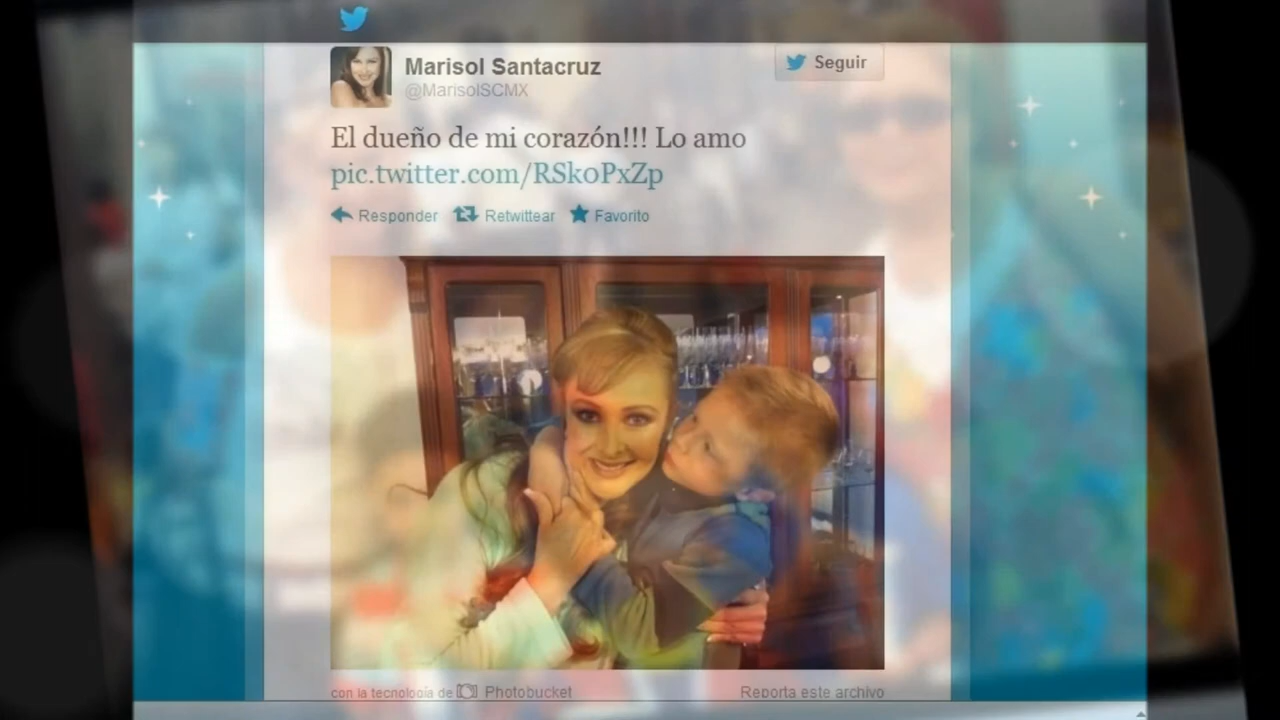 Marisol Santacruz
Seguir
@MarisolSCMX
El dueño de mi corazón!!! Lo amo
pic.twitter.com/RSk0PxZp
Responder Retwittear Favorito
con la tecnología de Photobucket
Reporta este archivo